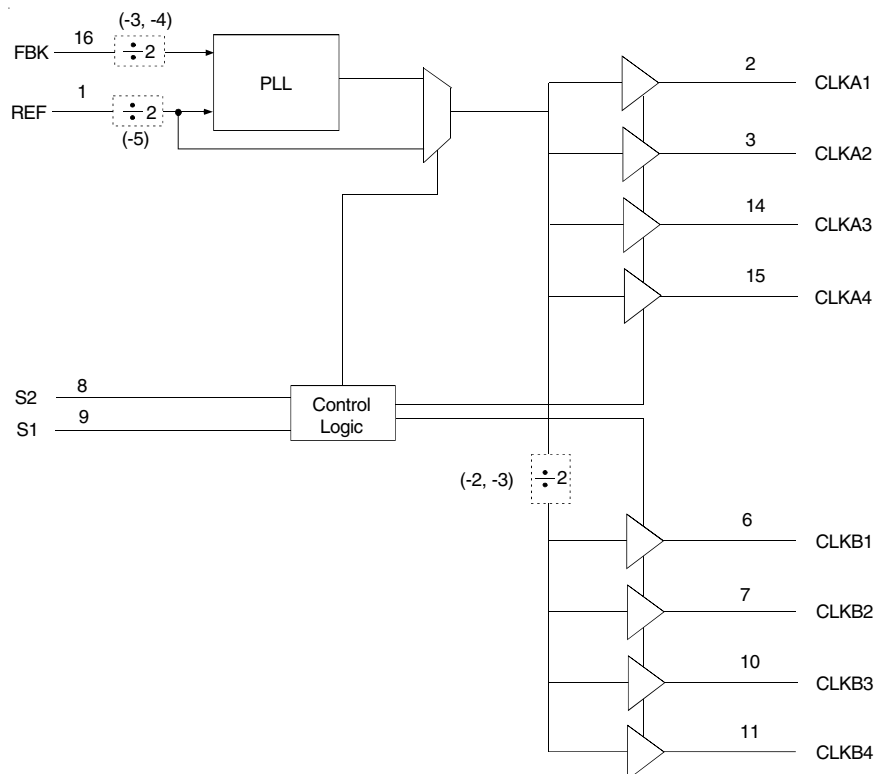 (-3, -4)
FBK 16 ÷2
PLL
REF 1 ÷2
(-5)
2 CLKA1
3 CLKA2
14 CLKA3
15 CLKA4
S2 8
S1 9
Control
Logic
(-2, -3) ÷2
6 CLKB1
7 CLKB2
10 CLKB3
11 CLKB4